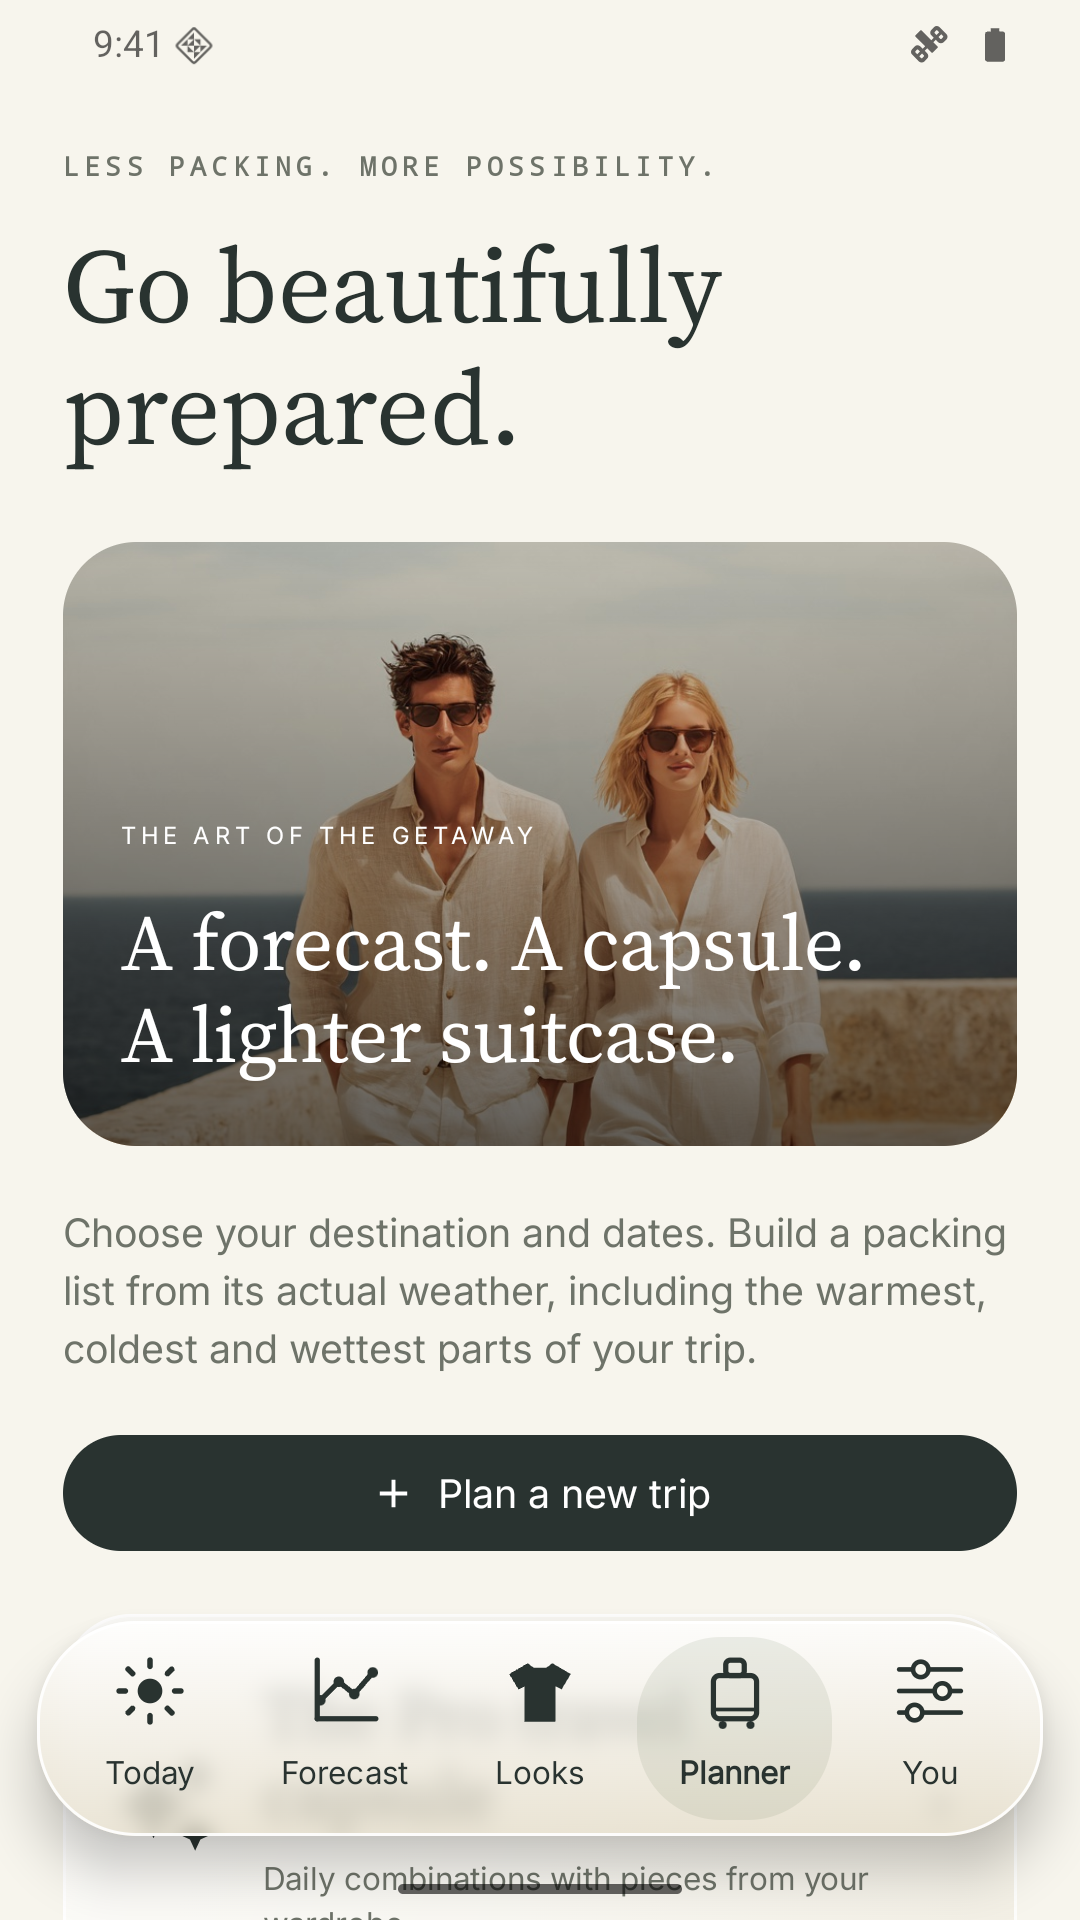 9:41
LESS PACKING. MORE POSSIBILITY.
Go beautifully
prepared.
THE ART OF THE GETAWAY
A forecast. A capsule.
A lighter suitcase.
Choose your destination and dates. Build a packing
list from its actual weather, including the warmest,
coldest and wettest parts of your trip.
+ Plan a new trip
Today
Forecast
Looks
Planner
You
Daily combinations with pieces from your